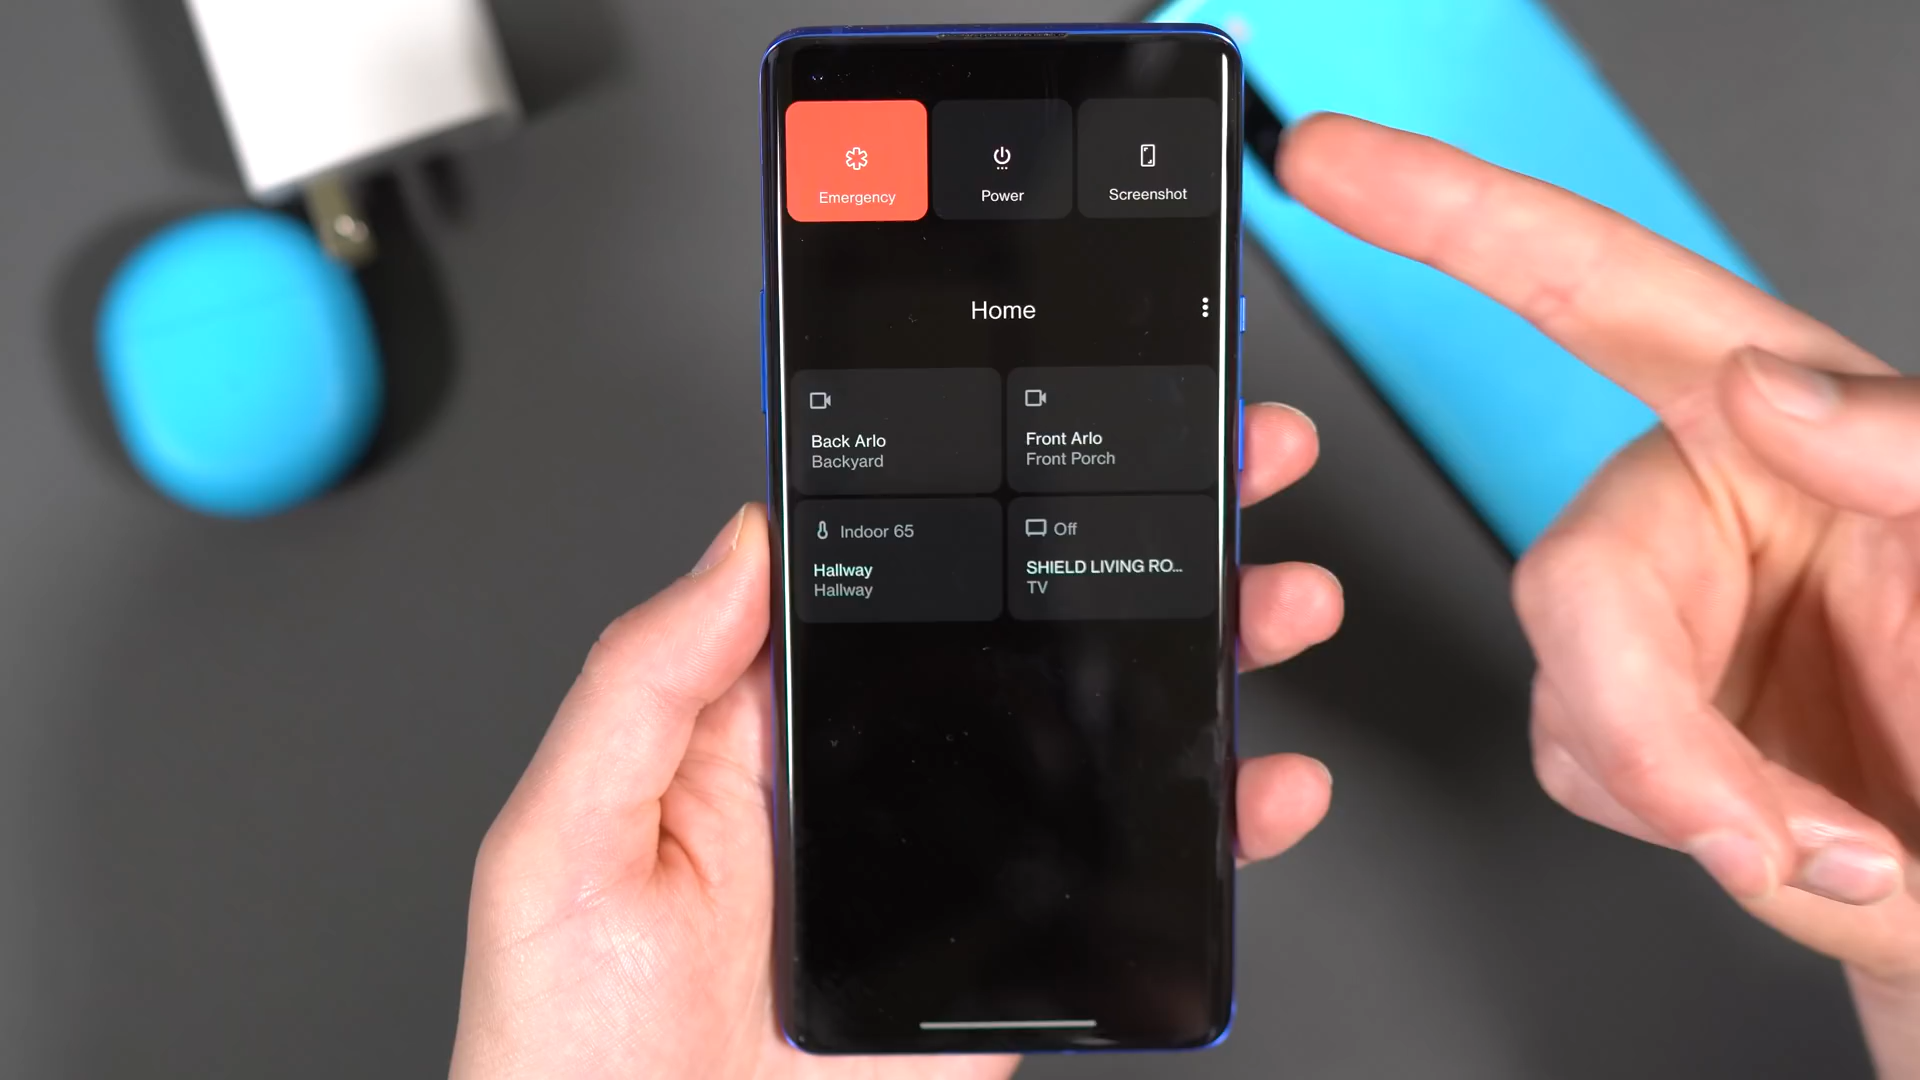 Emergency
Power
Screenshot
Home
Back Arlo
Backyard
Front Arlo
Front Porch
Indoor 65
Hallway
Hallway
Off
SHIELD LIVING RO...
TV